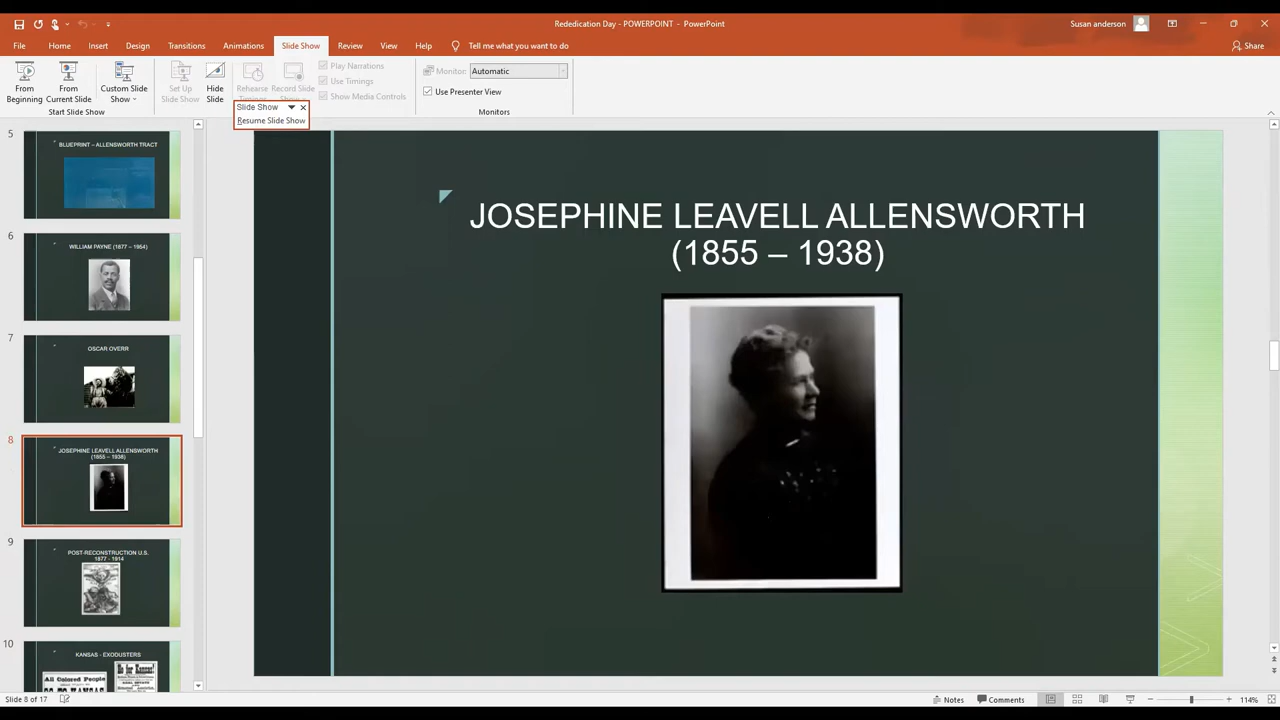 Rededication Day - POWERPOINT - PowerPoint
Susan anderson
File Home Insert Design Transitions Animations Slide Show Review View Help Tell me what you want to do
Share
From Beginning
From Current Slide
Custom Slide Show
Set Up Slide Show
Hide Slide
Rehearse
Record Slide
Play Narrations
Use Timings
Show Media Controls
Monitor: Automatic
Use Presenter View
Start Slide Show
Monitors
Slide Show
Resume Slide Show
5
BLUEPRINT – ALLENSWORTH TRACT
6
WILLIAM PAYNE (1877 – 1954)
7
OSCAR OVERR
8
JOSEPHINE LEAVELL ALLENSWORTH
(1855 – 1938)
9
POST-RECONSTRUCTION U.S.
1877 - 1914
10
KANSAS - EXODUSTERS
All Colored People
JOSEPHINE LEAVELL ALLENSWORTH
(1855 – 1938)
Slide 8 of 17
Notes
Comments
114%